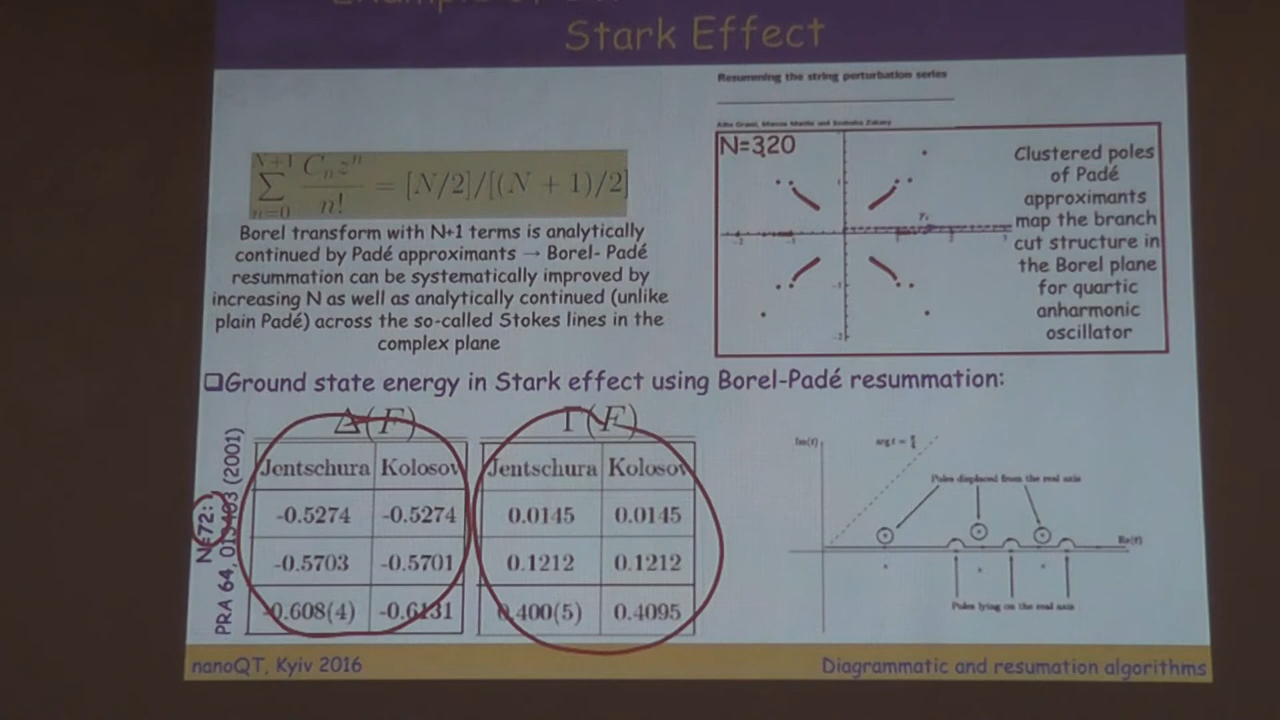 Stark Effect
Resumming the string perturbation series
N=320
Clustered poles
of Padé
approximants
map the branch
cut structure in
the Borel plane
for quartic
anharmonic
oscillator
N+1
∑ C_n z^n / n! = [N/2]/[(N + 1)/2]
n=0
Borel transform with N+1 terms is analytically
continued by Padé approximants → Borel- Padé
resummation can be systematically improved by
increasing N as well as analytically continued (unlike
plain Padé) across the so-called Stokes lines in the
complex plane
❑Ground state energy in Stark effect using Borel-Padé resummation:
N=72:
PRA 64, 013403 (2001)
Δ(F)
Jentschura Kolosov
-0.5274 -0.5274
-0.5703 -0.5701
-0.608(4) -0.6131
Γ(F)
Jentschura Kolosov
0.0145 0.0145
0.1212 0.1212
0.400(5) 0.4095
Im(t)
Poles displaced from the real axis
Re(t)
Poles lying on the real axis
nanoQT, Kyiv 2016
Diagrammatic and resumation algorithms